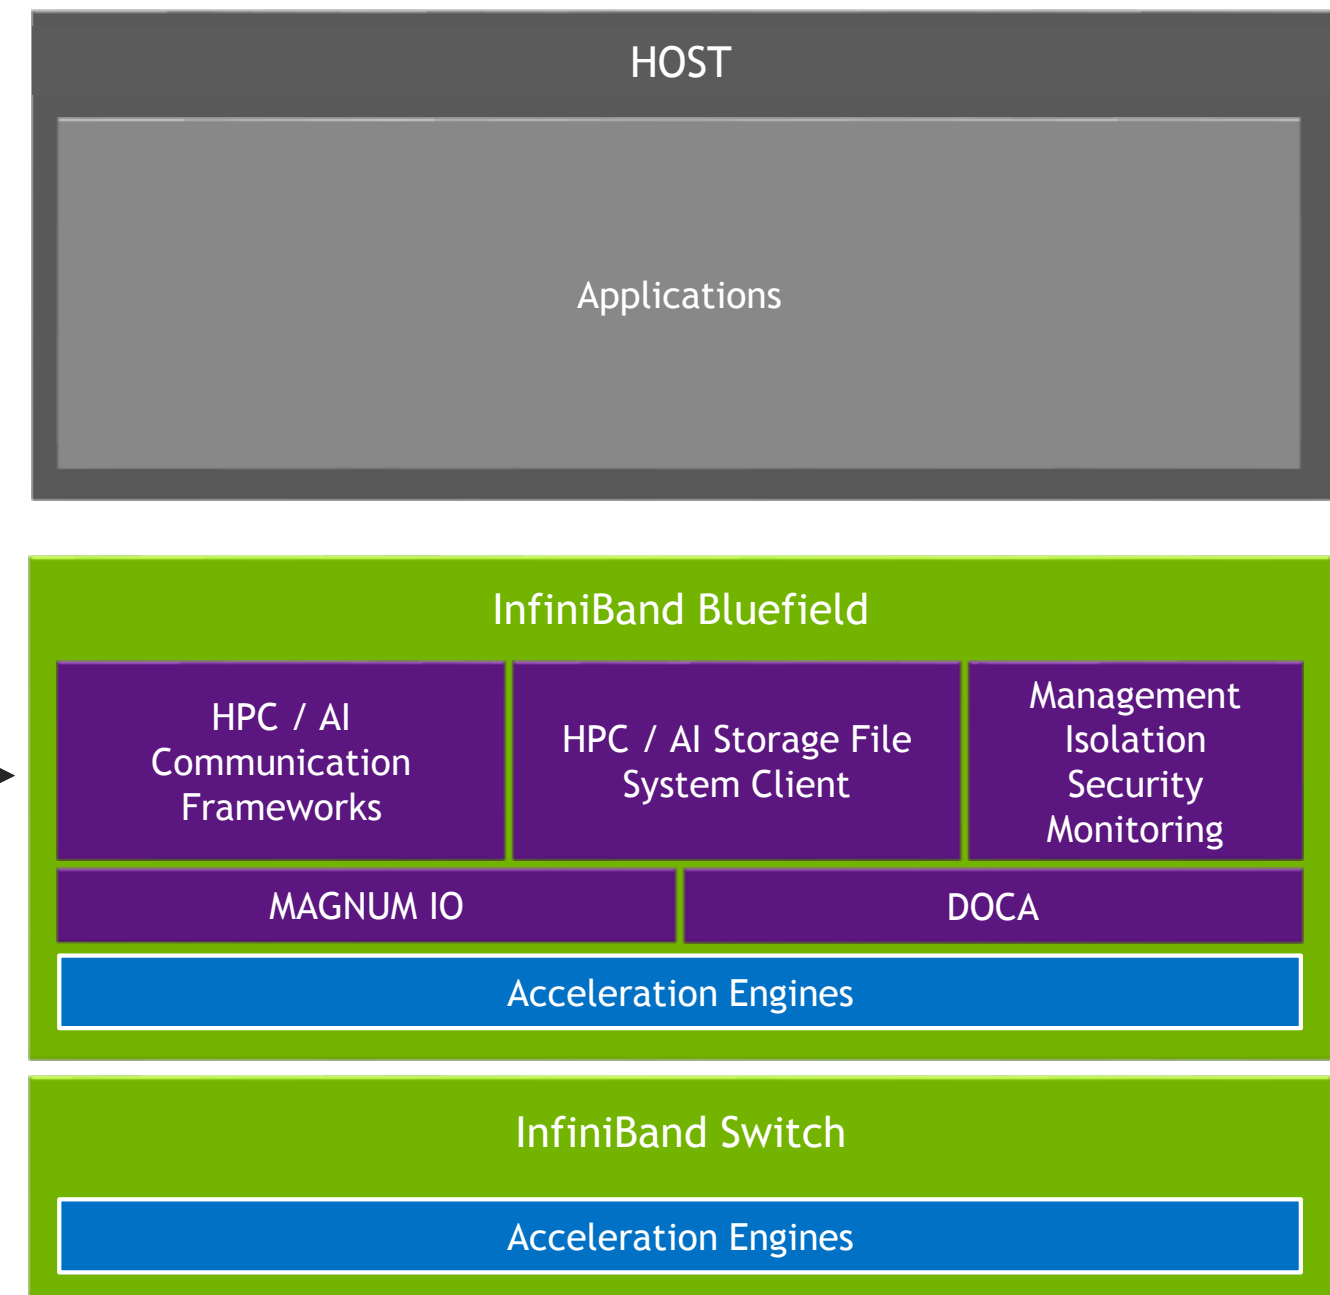 HOST
Applications
InfiniBand Bluefield
HPC / AI
Communication
Frameworks
HPC / AI Storage File
System Client
Management
Isolation
Security
Monitoring
MAGNUM IO
DOCA
Acceleration Engines
InfiniBand Switch
Acceleration Engines